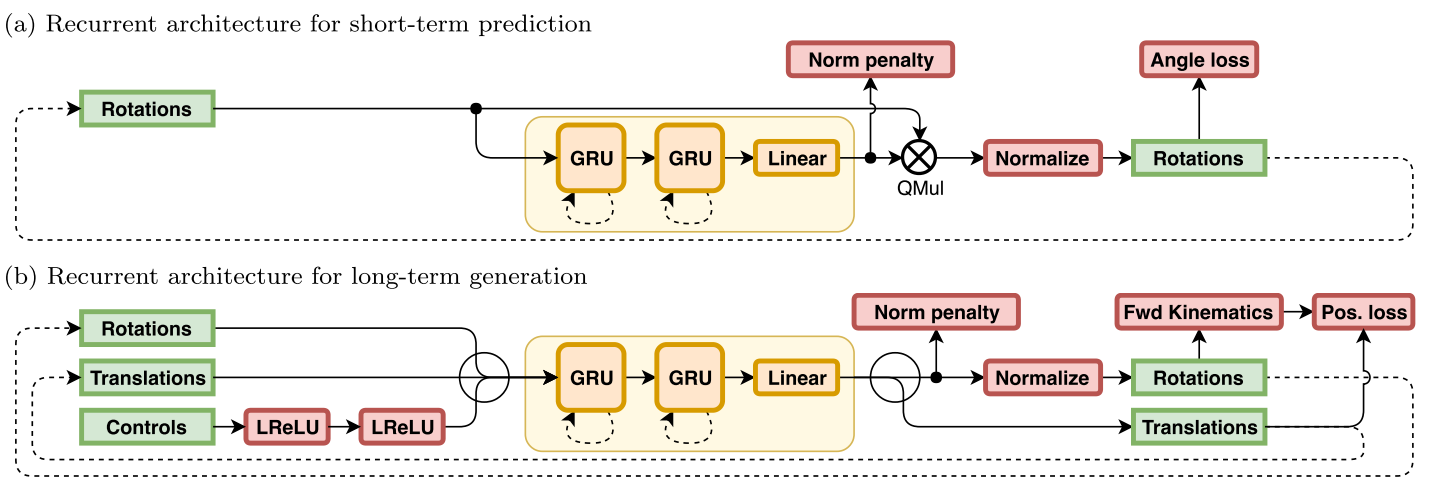 (a) Recurrent architecture for short-term prediction
Norm penalty
Angle loss
Rotations
GRU
GRU
Linear
QMul
Normalize
Rotations
(b) Recurrent architecture for long-term generation
Norm penalty
Fwd Kinematics
Pos. loss
Rotations
Translations
Controls
LReLU
LReLU
GRU
GRU
Linear
Normalize
Rotations
Translations